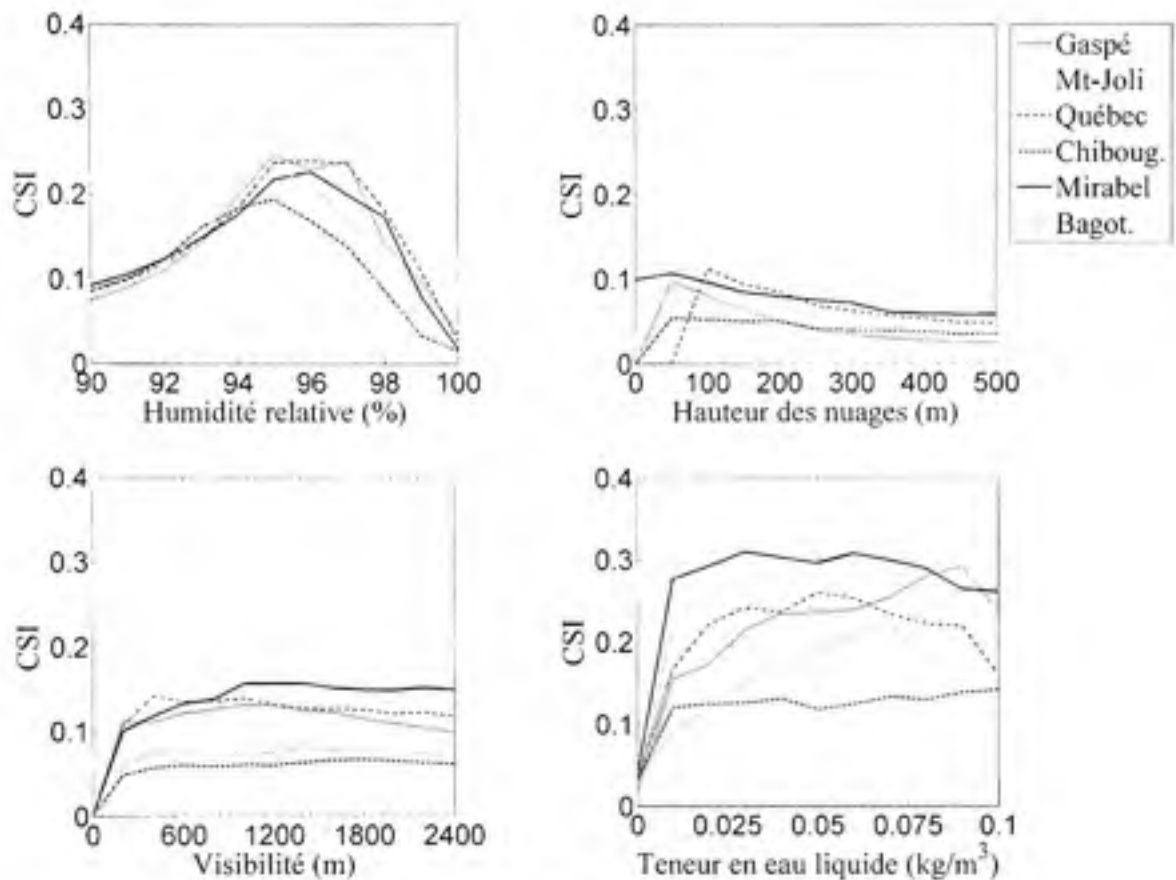 0.4
0.3
0.2
0.1
0
CSI
90 92 94 96 98 100
Humidité relative (%)
0.4
0.3
0.2
0.1
0
CSI
0 100 200 300 400 500
Hauteur des nuages (m)
Gaspé
Mt-Joli
Québec
Chiboug.
Mirabel
Bagot.
0.4
0.3
0.2
0.1
0
CSI
0 600 1200 1800 2400
Visibilité (m)
0.4
0.3
0.2
0.1
0
CSI
0 0.025 0.05 0.075 0.1
Teneur en eau liquide (kg/m³)